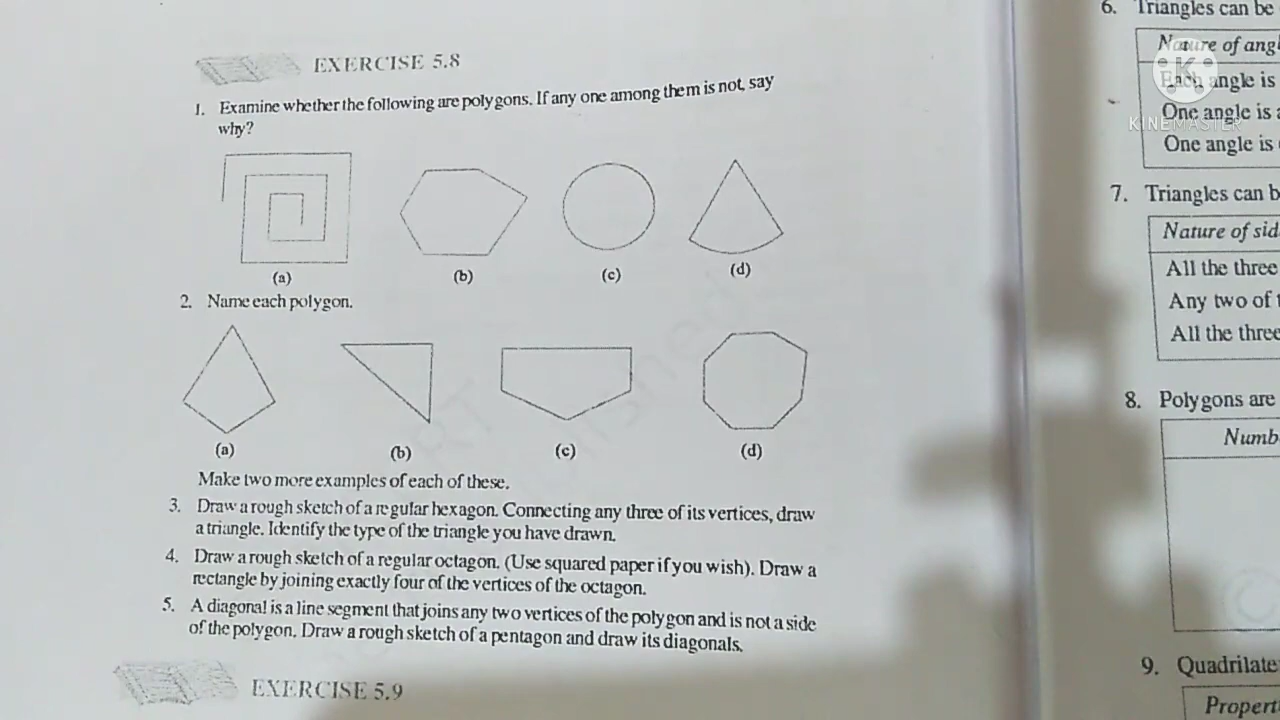 EXERCISE 5.8
1. Examine whether the following are polygons. If any one among them is not, say
why?
(a)
(b)
(c)
(d)
2. Name each polygon.
(a)
(b)
(c)
(d)
Make two more examples of each of these.
3. Draw a rough sketch of a regular hexagon. Connecting any three of its vertices, draw
a triangle. Identify the type of the triangle you have drawn.
4. Draw a rough sketch of a regular octagon. (Use squared paper if you wish). Draw a
rectangle by joining exactly four of the vertices of the octagon.
5. A diagonal is a line segment that joins any two vertices of the polygon and is not a side
of the polygon. Draw a rough sketch of a pentagon and draw its diagonals.
EXERCISE 5.9
6. Triangles can be
Nature of
Each angle is
One angle is
One angle is
7. Triangles can b
Nature of sid
All the three
Any two of
All the three
8. Polygons are
Numb
9. Quadrilate
Propert
K
KINEMASTER